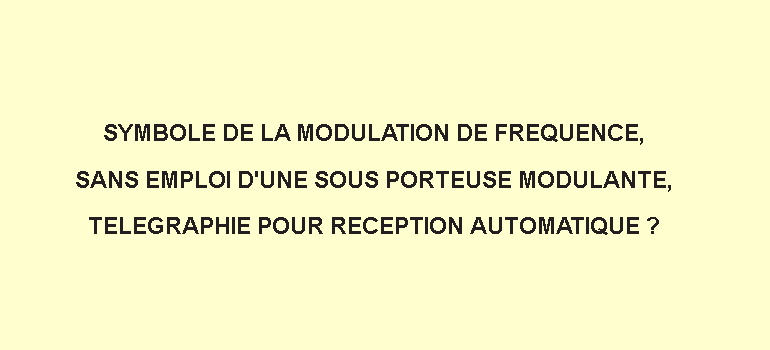 SYMBOLE DE LA MODULATION DE FREQUENCE,
SANS EMPLOI D'UNE SOUS PORTEUSE MODULANTE,
TELEGRAPHIE POUR RECEPTION AUTOMATIQUE ?